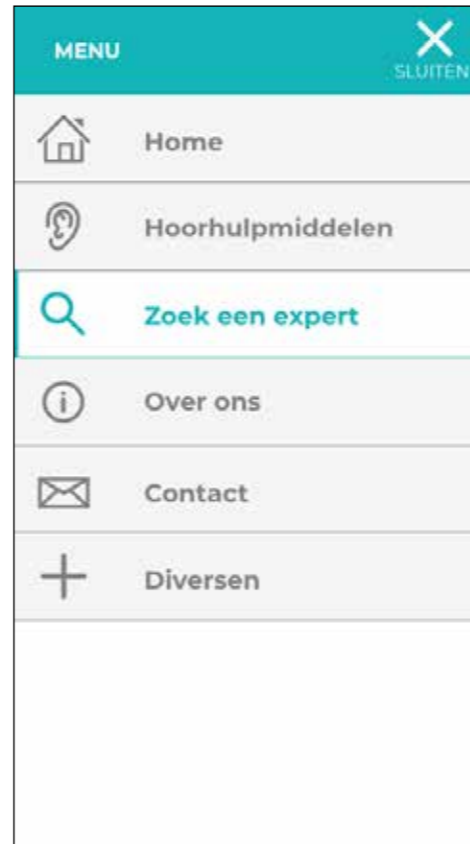 MENU
SLUITEN
Home
Hoorhulpmiddelen
Zoek een expert
Over ons
Contact
Diversen